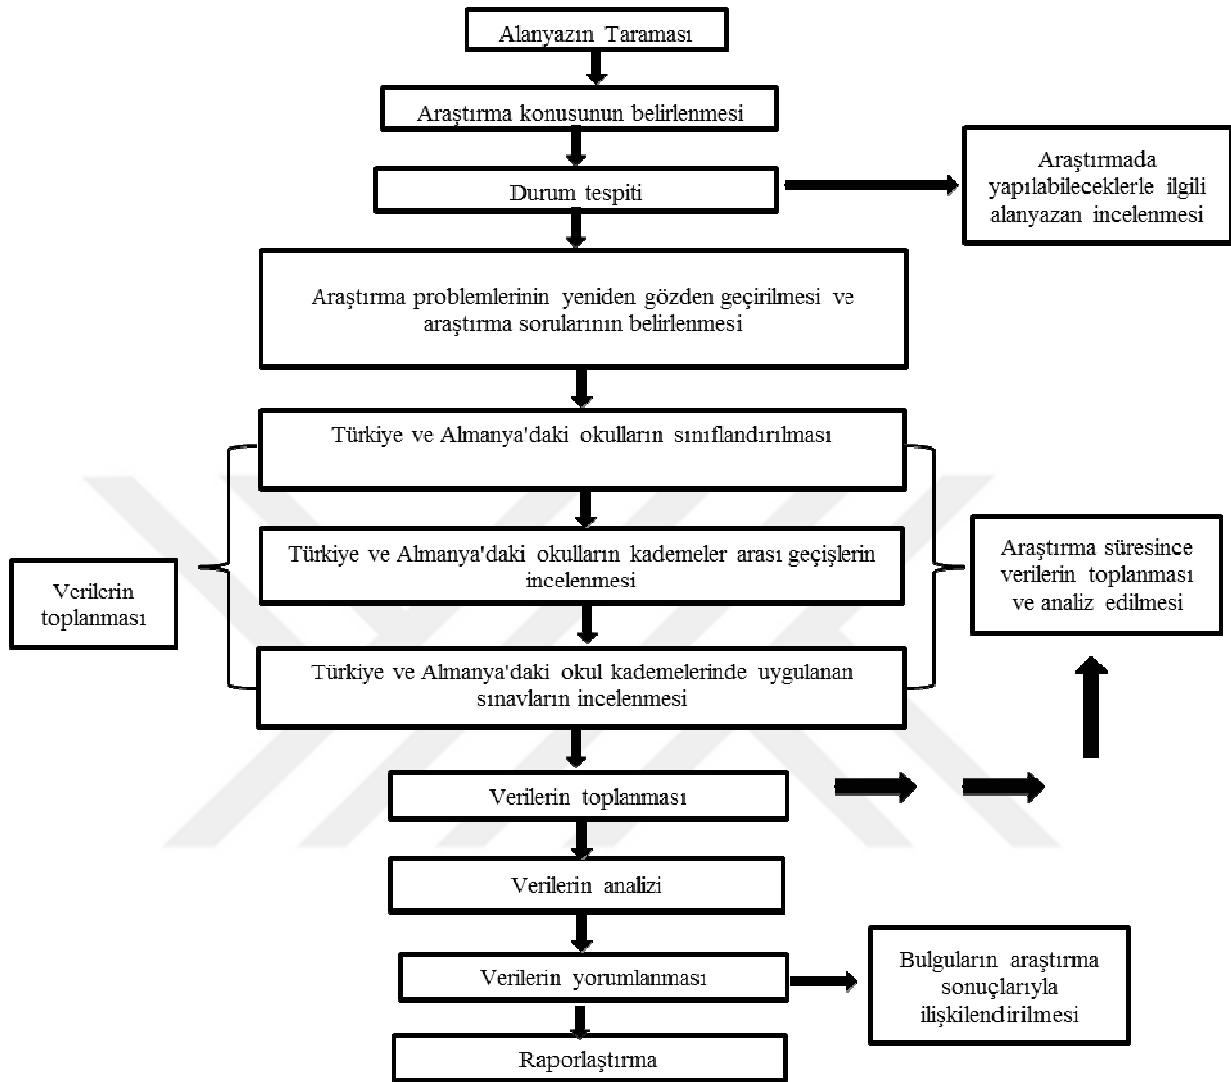 Alanyazın Taraması
Araştırma konusunun belirlenmesi
Durum tespiti
Araştırmada
yapılabileceklerle ilgili
alanyazan incelenmesi
Araştırma problemlerinin yeniden gözden geçirilmesi ve
araştırma sorularının belirlenmesi
Türkiye ve Almanya'daki okulların sınıflandırılması
Türkiye ve Almanya'daki okulların kademeler arası geçişlerin
incelenmesi
Verilerin
toplanması
Araştırma süresince
verilerin toplanması
ve analiz edilmesi
Türkiye ve Almanya'daki okul kademelerinde uygulanan
sınavların incelenmesi
Verilerin toplanması
Verilerin analizi
Verilerin yorumlanması
Bulguların araştırma
sonuçlarıyla
ilişkilendirilmesi
Raporlaştırma